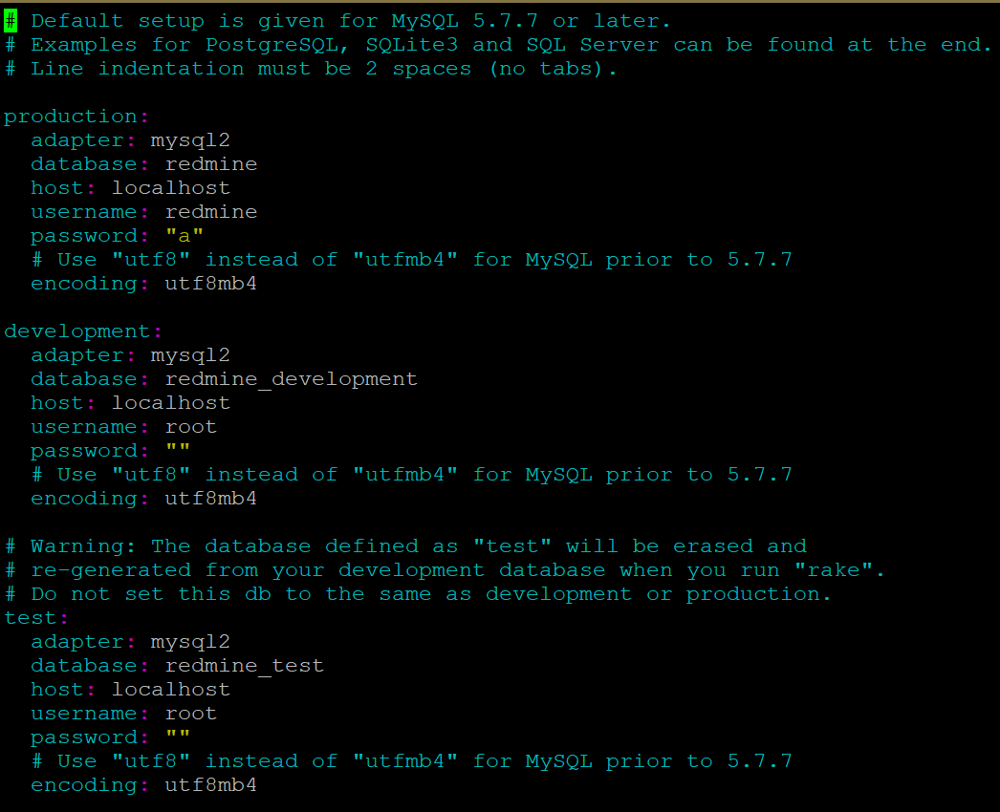 # Default setup is given for MySQL 5.7.7 or later.
# Examples for PostgreSQL, SQLite3 and SQL Server can be found at the end.
# Line indentation must be 2 spaces (no tabs).

production:
  adapter: mysql2
  database: redmine
  host: localhost
  username: redmine
  password: "a"
  # Use "utf8" instead of "utfmb4" for MySQL prior to 5.7.7
  encoding: utf8mb4

development:
  adapter: mysql2
  database: redmine_development
  host: localhost
  username: root
  password: ""
  # Use "utf8" instead of "utfmb4" for MySQL prior to 5.7.7
  encoding: utf8mb4

# Warning: The database defined as "test" will be erased and
# re-generated from your development database when you run "rake".
# Do not set this db to the same as development or production.
test:
  adapter: mysql2
  database: redmine_test
  host: localhost
  username: root
  password: ""
  # Use "utf8" instead of "utfmb4" for MySQL prior to 5.7.7
  encoding: utf8mb4